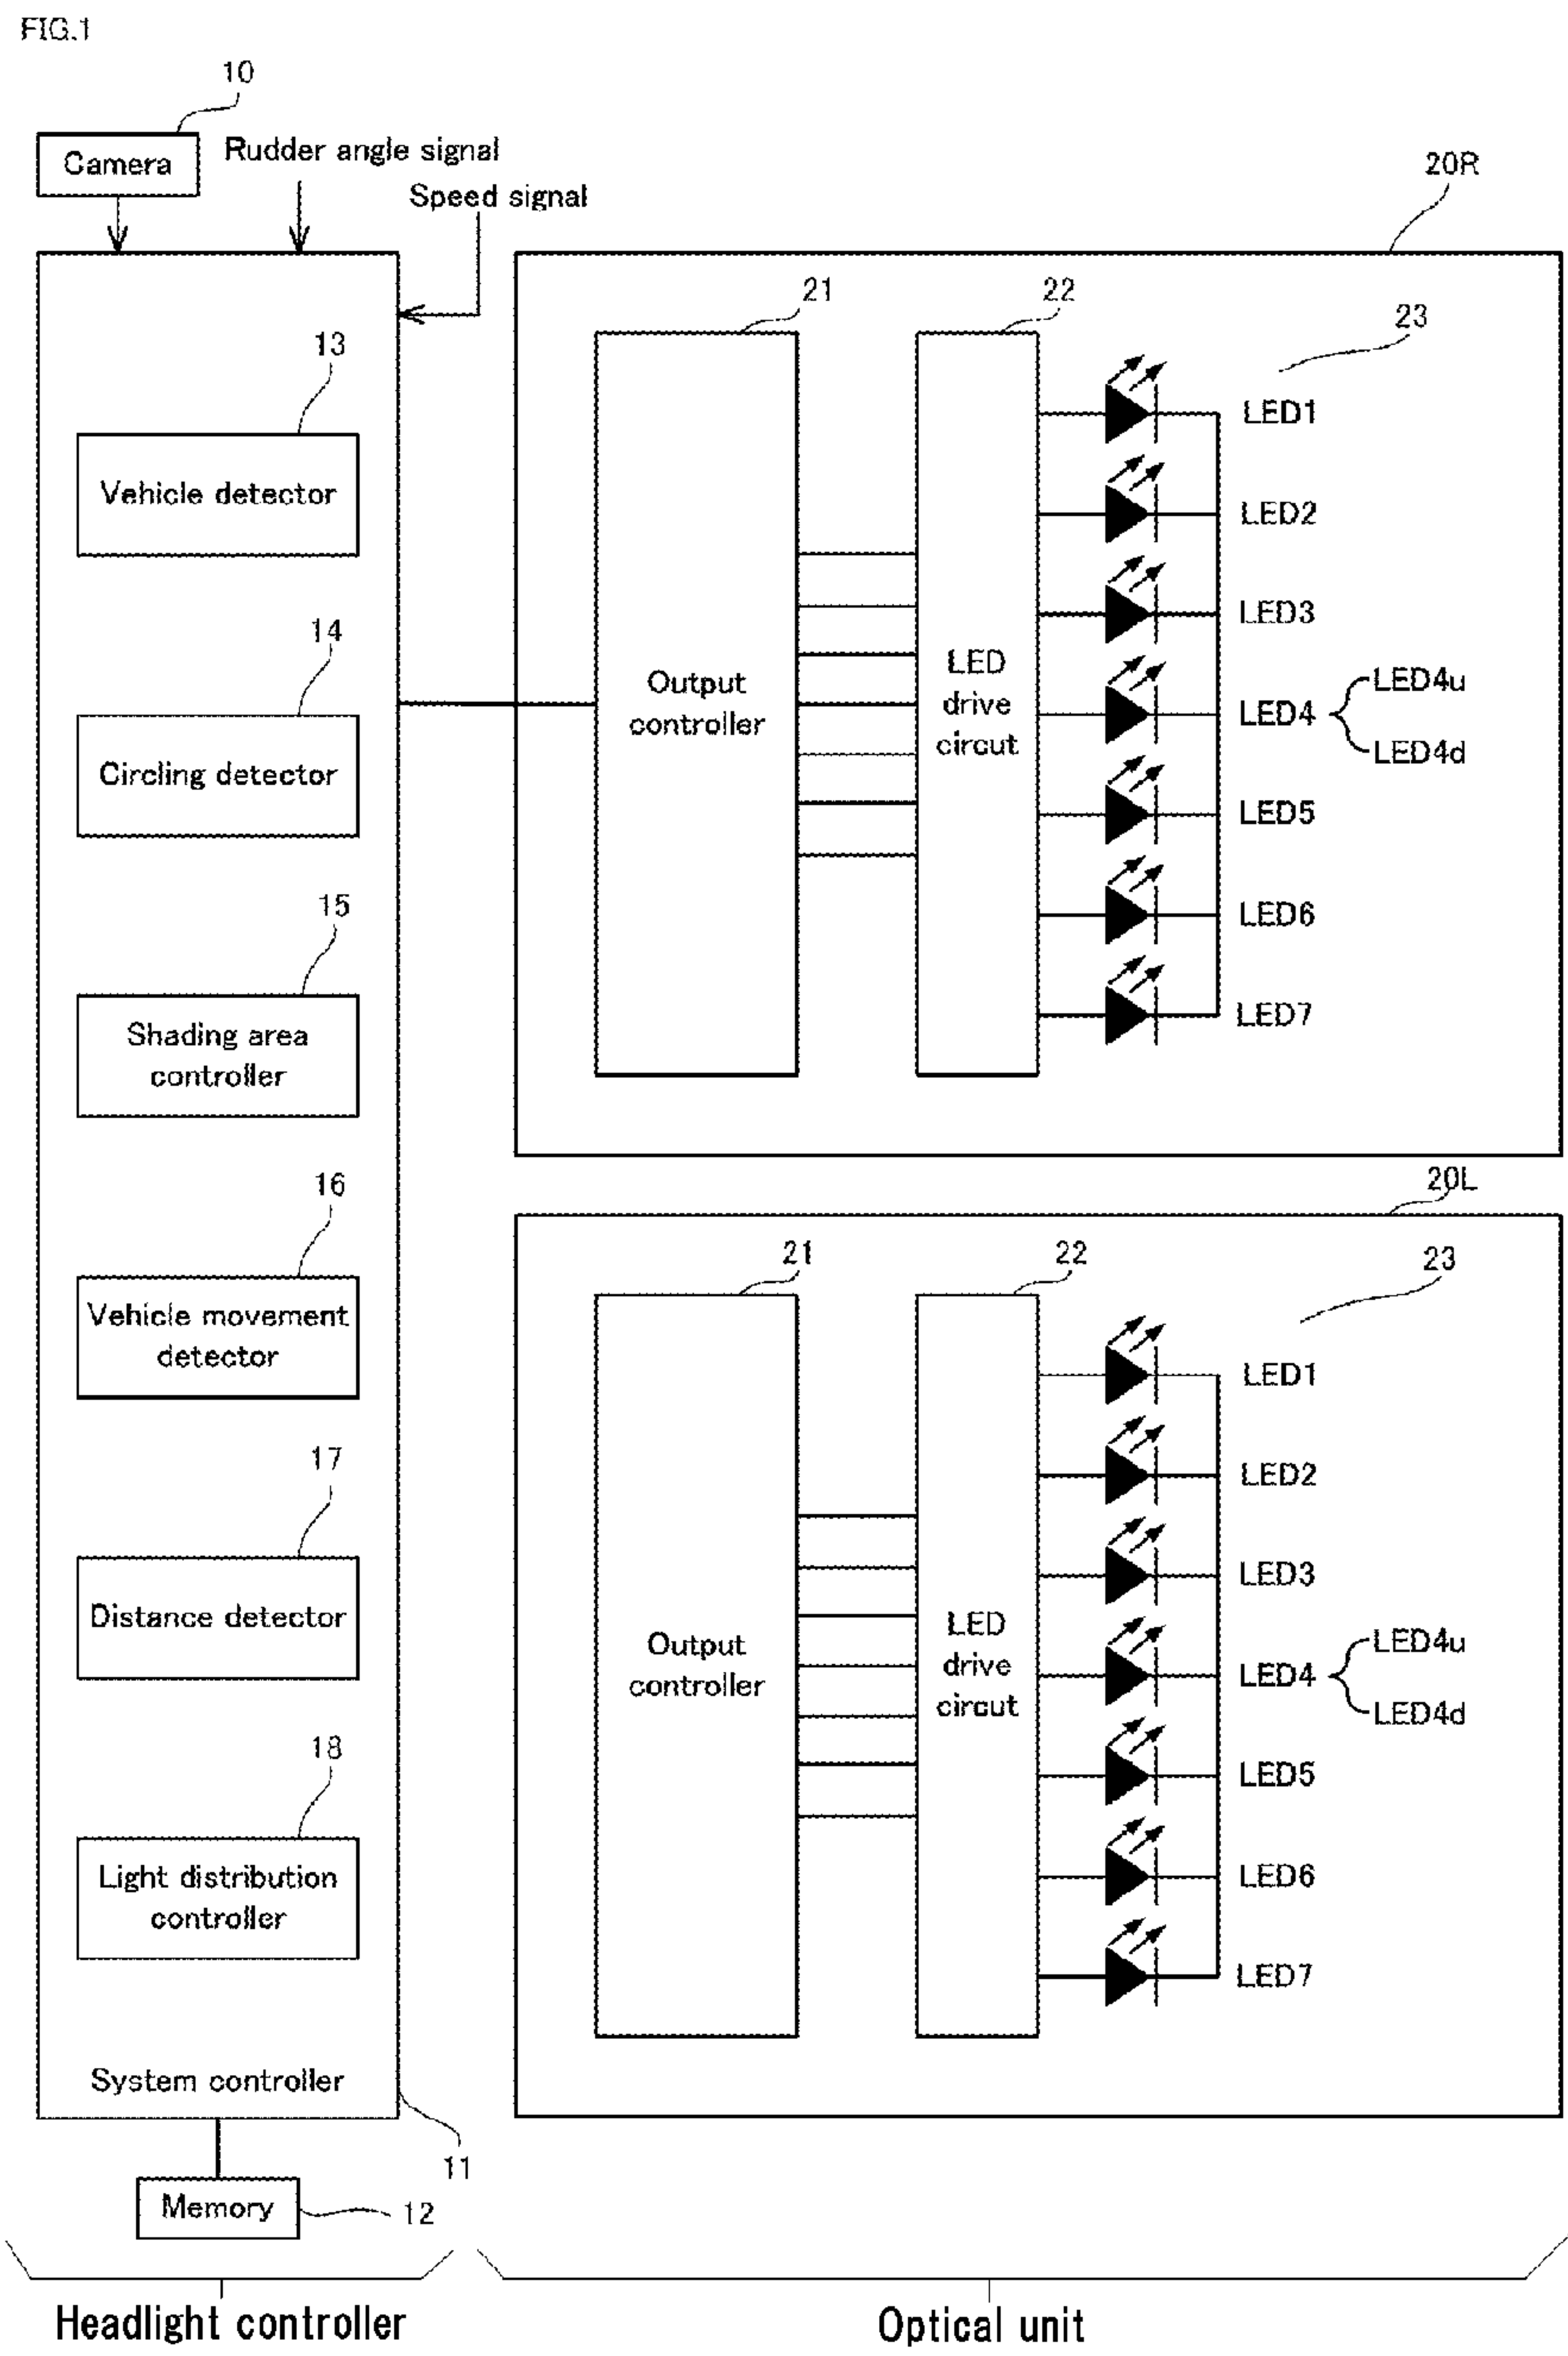 FIG.1
10
Camera
Rudder angle signal
Speed signal
13
Vehicle detector
14
Circling detector
15
Shading area
controller
16
Vehicle movement
detector
17
Distance detector
18
Light distribution
controller
System controller
11
Memory
12
Headlight controller
20R
21
Output
controller
22
LED
drive
circut
23
LED1
LED2
LED3
LED4
LED4u
LED4d
LED5
LED6
LED7
20L
21
Output
controller
22
LED
drive
circut
23
LED1
LED2
LED3
LED4
LED4u
LED4d
LED5
LED6
LED7
Optical unit